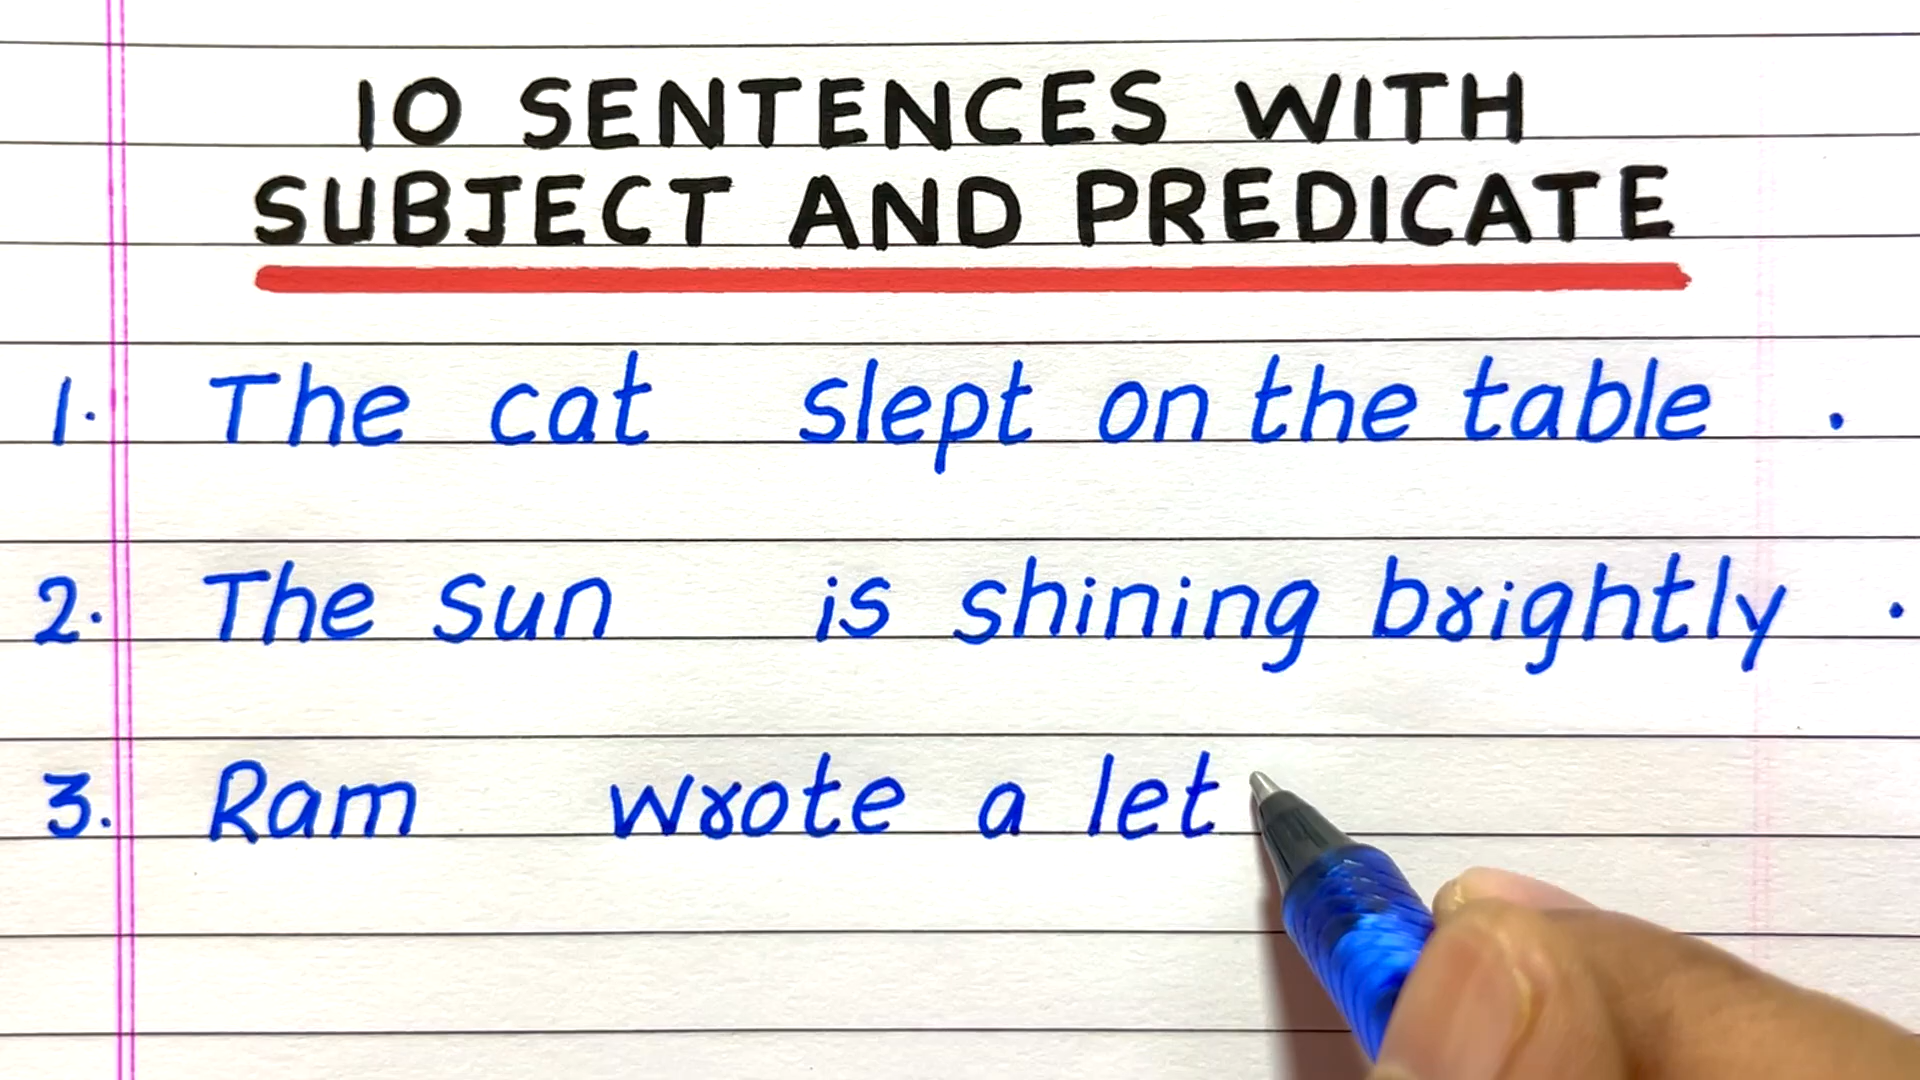 10 SENTENCES WITH
SUBJECT AND PREDICATE
1. The cat slept on the table .
2. The sun is shining brightly .
3. Ram wrote a let